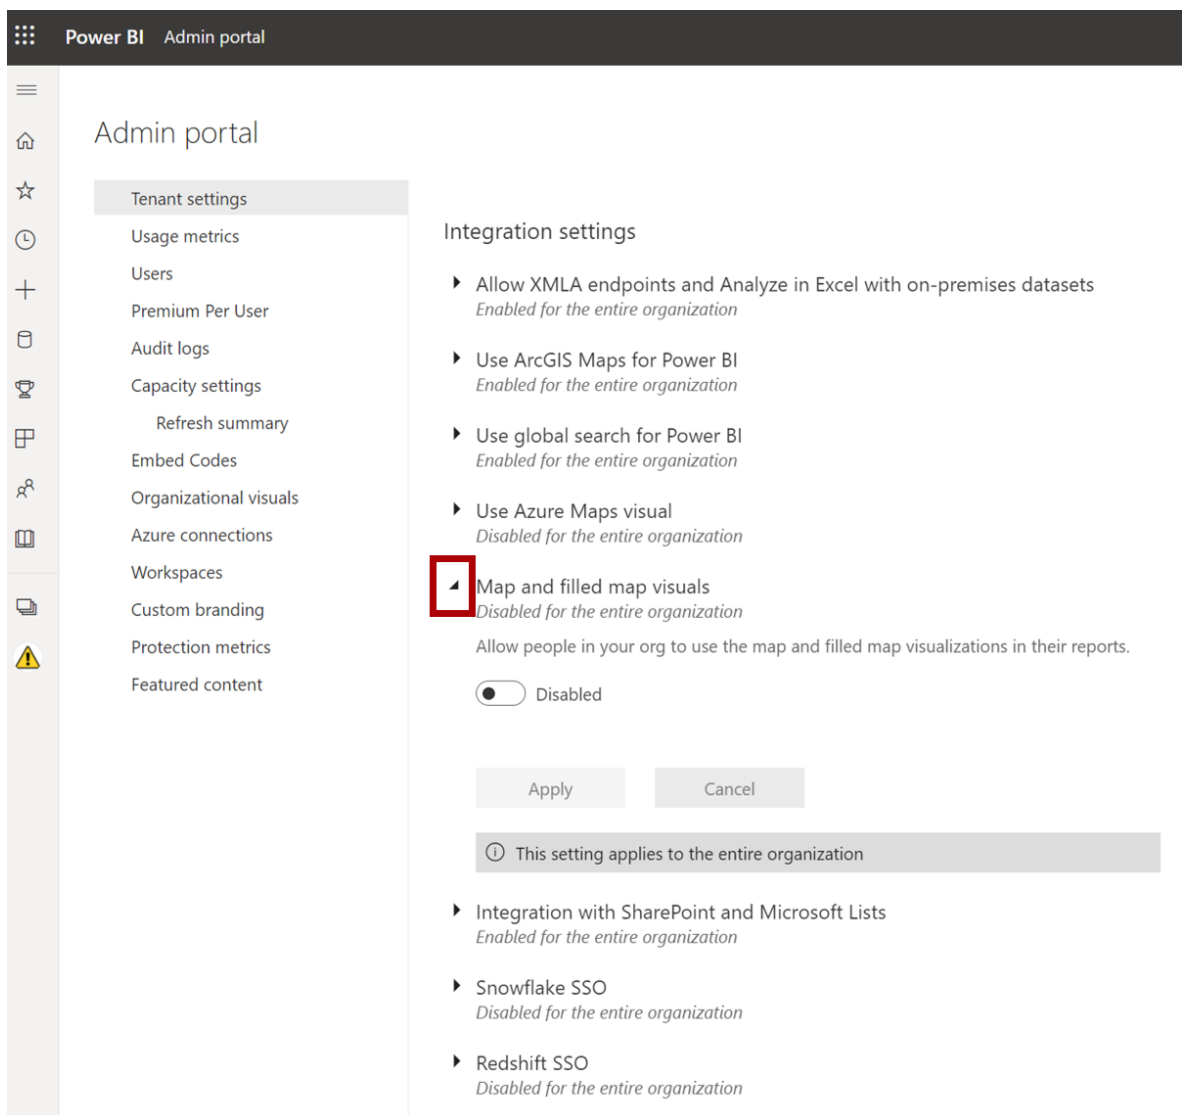 Power BI Admin portal
Admin portal
Tenant settings
Usage metrics
Users
Premium Per User
Audit logs
Capacity settings
Refresh summary
Embed Codes
Organizational visuals
Azure connections
Workspaces
Custom branding
Protection metrics
Featured content
Integration settings
Allow XMLA endpoints and Analyze in Excel with on-premises datasets
Enabled for the entire organization
Use ArcGIS Maps for Power BI
Enabled for the entire organization
Use global search for Power BI
Enabled for the entire organization
Use Azure Maps visual
Disabled for the entire organization
Map and filled map visuals
Disabled for the entire organization
Allow people in your org to use the map and filled map visualizations in their reports.
Disabled
Apply Cancel
This setting applies to the entire organization
Integration with SharePoint and Microsoft Lists
Enabled for the entire organization
Snowflake SSO
Disabled for the entire organization
Redshift SSO
Disabled for the entire organization